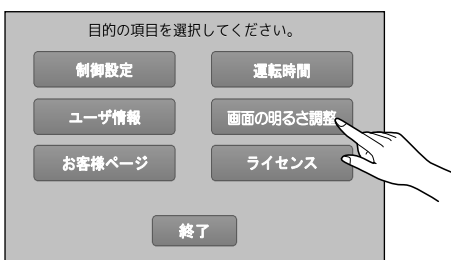 目的の項目を選択してください。
制御設定 運転時間
ユーザ情報 画面の明るさ調整
お客様ページ ライセンス
終了